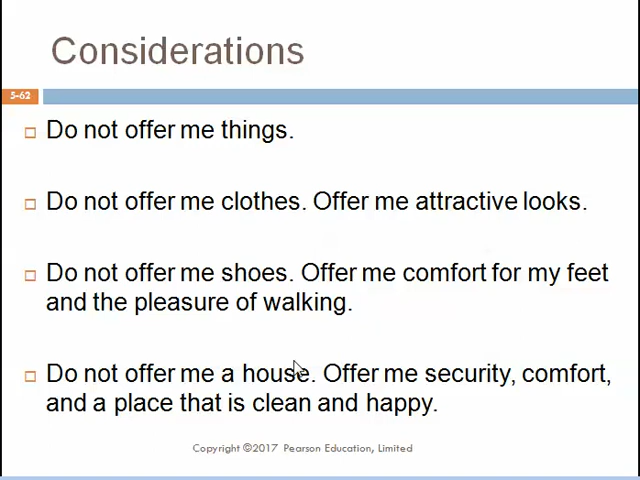 Considerations
5-62
Do not offer me things.
Do not offer me clothes. Offer me attractive looks.
Do not offer me shoes. Offer me comfort for my feet
and the pleasure of walking.
Do not offer me a house. Offer me security, comfort,
and a place that is clean and happy.
Copyright ©2017 Pearson Education, Limited